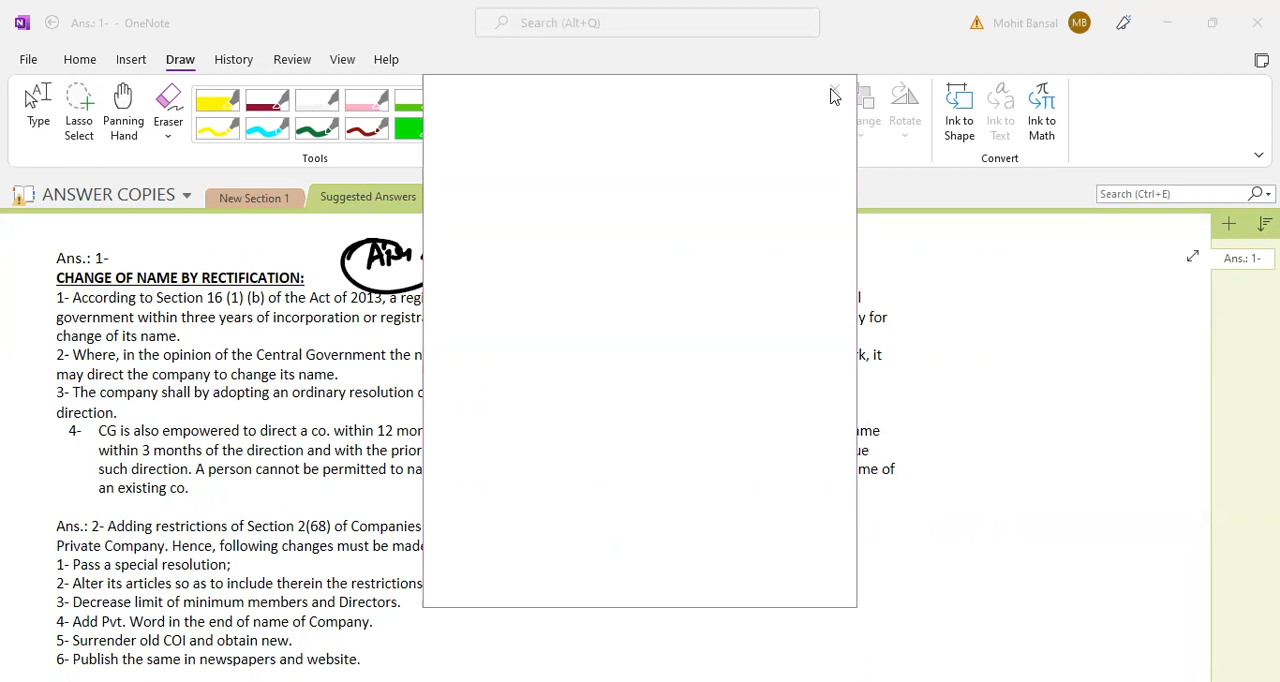 Ans.: 1- - OneNote
Search (Alt+Q)
Mohit Bansal
MB
File
Home
Insert
Draw
History
Review
View
Help
Type
Lasso
Select
Panning
Hand
Eraser
Tools
ange
Rotate
Ink to
Shape
Ink to
Text
Ink to
Math
Convert
ANSWER COPIES
New Section 1
Suggested Answers
Search (Ctrl+E)
Ans.: 1-
Ans.: 1-
CHANGE OF NAME BY RECTIFICATION:
1- According to Section 16 (1) (b) of the Act of 2013, a regi
government within three years of incorporation or registra y for
change of its name.
2- Where, in the opinion of the Central Government the n k, it
may direct the company to change its name.
3- The company shall by adopting an ordinary resolution
direction.
4- CG is also empowered to direct a co. within 12 mor ame
within 3 months of the direction and with the prior ue
such direction. A person cannot be permitted to na me of
an existing co.
Ans.: 2- Adding restrictions of Section 2(68) of Companies
Private Company. Hence, following changes must be made
1- Pass a special resolution;
2- Alter its articles so as to include therein the restrictions
3- Decrease limit of minimum members and Directors.
4- Add Pvt. Word in the end of name of Company.
5- Surrender old COI and obtain new.
6- Publish the same in newspapers and website.